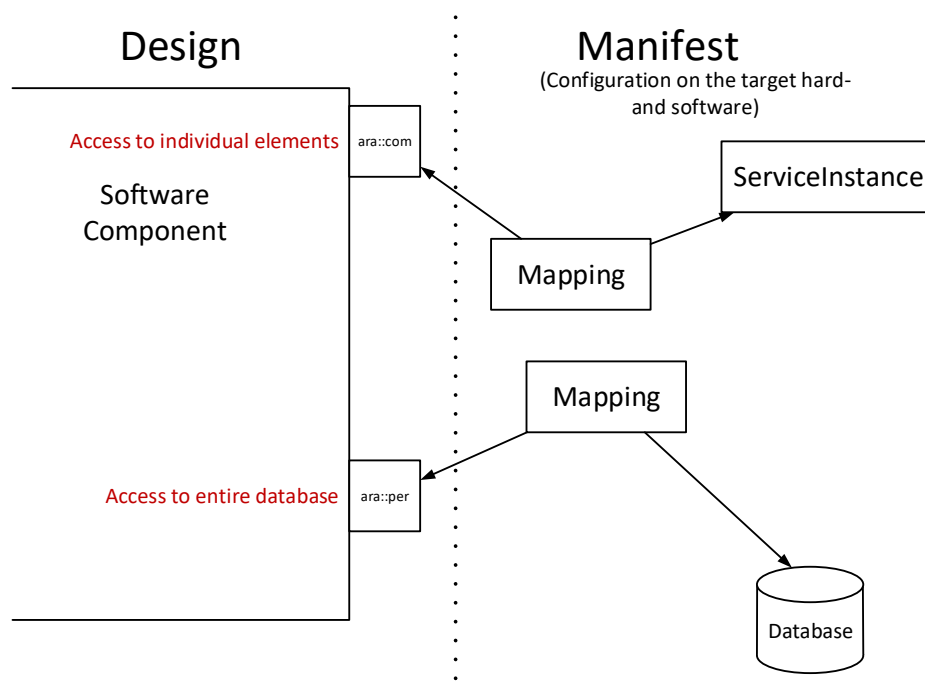 Design
Manifest
(Configuration on the target hard-
and software)
Access to individual elements
ara::com
Software
Component
ServiceInstance
Mapping
Mapping
Access to entire database
ara::per
Database